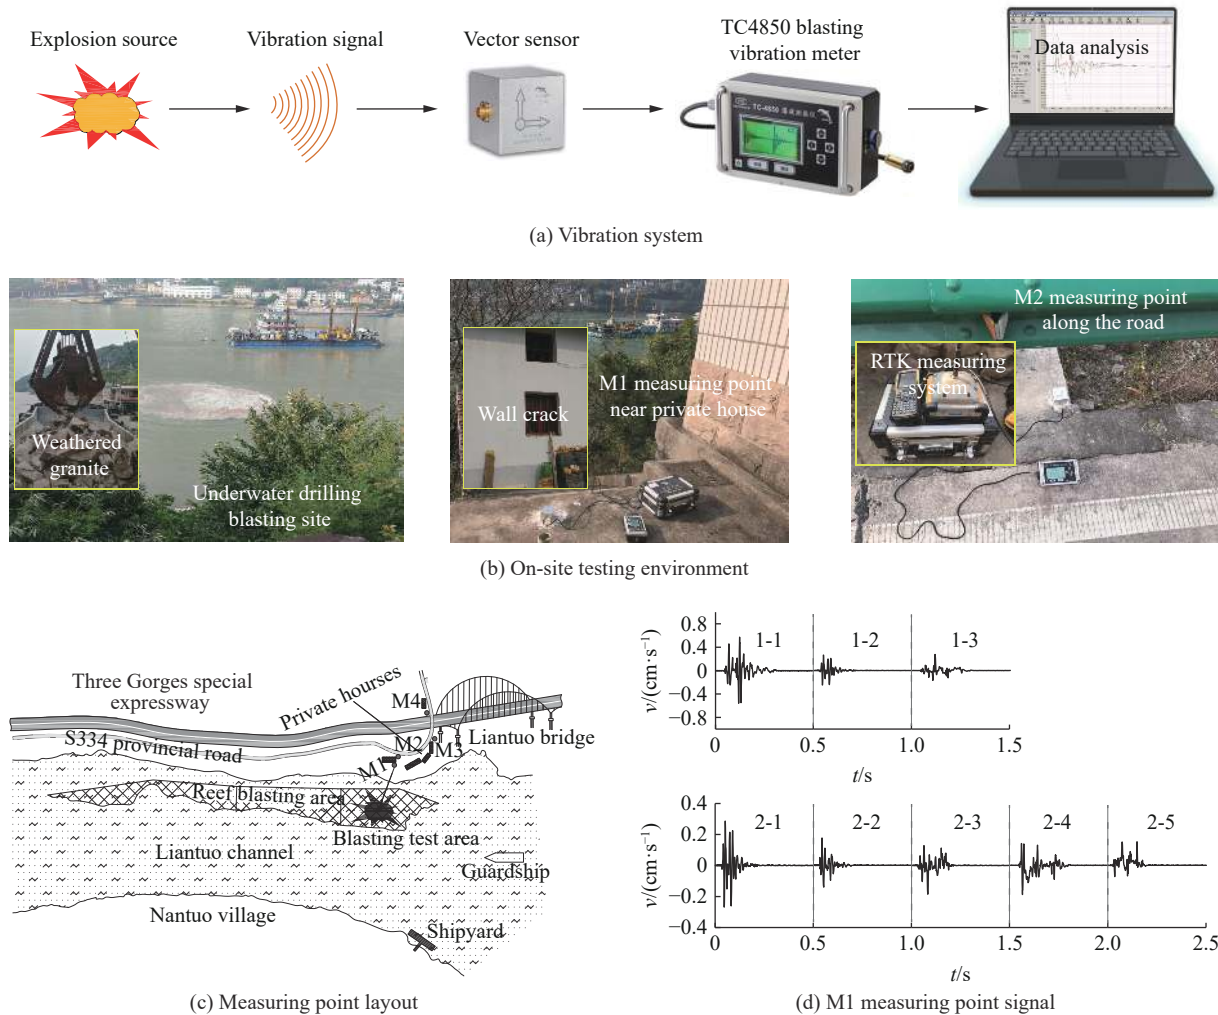 Explosion source
Vibration signal
Vector sensor
TC4850 blasting
vibration meter
Data analysis
TC-4850
(a) Vibration system
Weathered
granite
Underwater drilling
blasting site
Wall crack
M1 measuring point
near private house
M2 measuring point
along the road
RTK measuring
system
(b) On-site testing environment
Three Gorges special
expressway
Private hourses
M4
S334 provincial road
M2
M3
Liantuo bridge
M1
Reef blasting area
Blasting test area
Liantuo channel
Guardship
Nantuo village
Shipyard
(c) Measuring point layout
v/(cm·s⁻¹)
0.8
0.4
0
−0.4
−0.8
1-1
1-2
1-3
0
0.5
1.0
1.5
t/s
v/(cm·s⁻¹)
0.4
0.2
0
−0.2
−0.4
2-1
2-2
2-3
2-4
2-5
0
0.5
1.0
1.5
2.0
2.5
t/s
(d) M1 measuring point signal